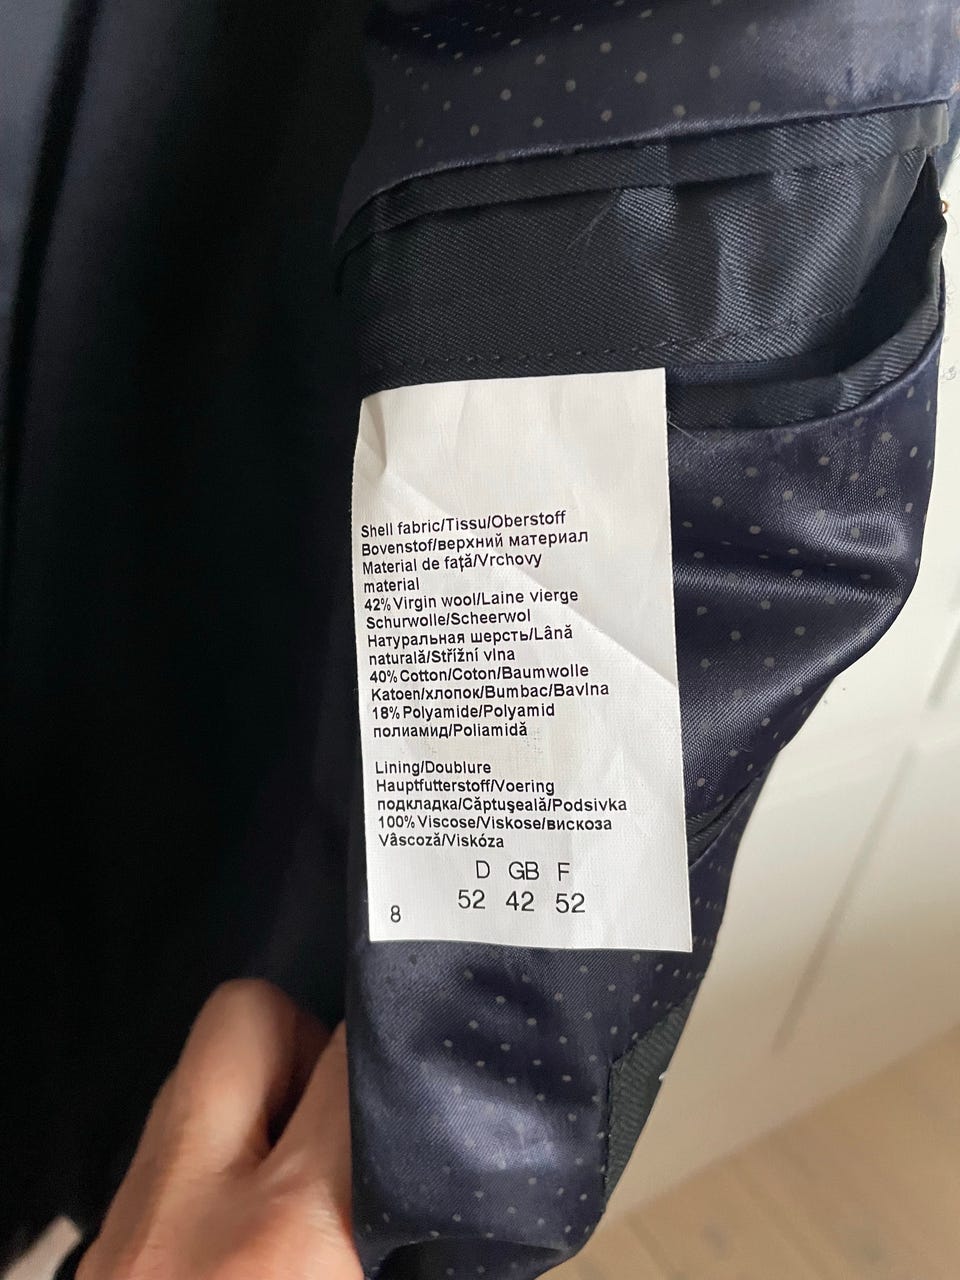 Shell fabric/Tissu/Oberstoff
Bovenstof/верхний материал
Material de faţă/Vrchovy
material
42% Virgin wool/Laine vierge
Schurwolle/Scheerwol
Натуральная шерсть/Lână
naturală/Střížní vlna
40% Cotton/Coton/Baumwolle
Katoen/хлопок/Bumbac/Bavlna
18% Polyamide/Polyamid
полиамид/Poliamidă
Lining/Doublure
Hauptfutterstoff/Voering
подкладка/Căptuşeală/Podsivka
100% Viscose/Viskose/вискоза
Vâscoză/Viskóza
D GB F
52 42 52
8